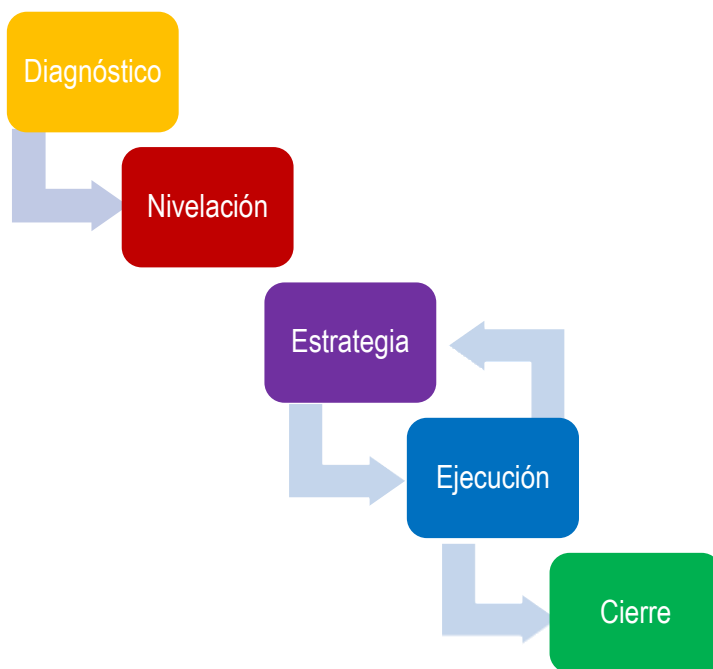 Diagnóstico
Nivelación
Estrategia
Ejecución
Cierre